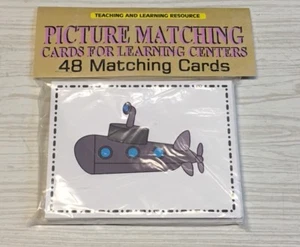 TEACHING AND LEARNING RESOURCE
PICTURE MATCHING
CARDS FOR LEARNING CENTERS
48 Matching Cards